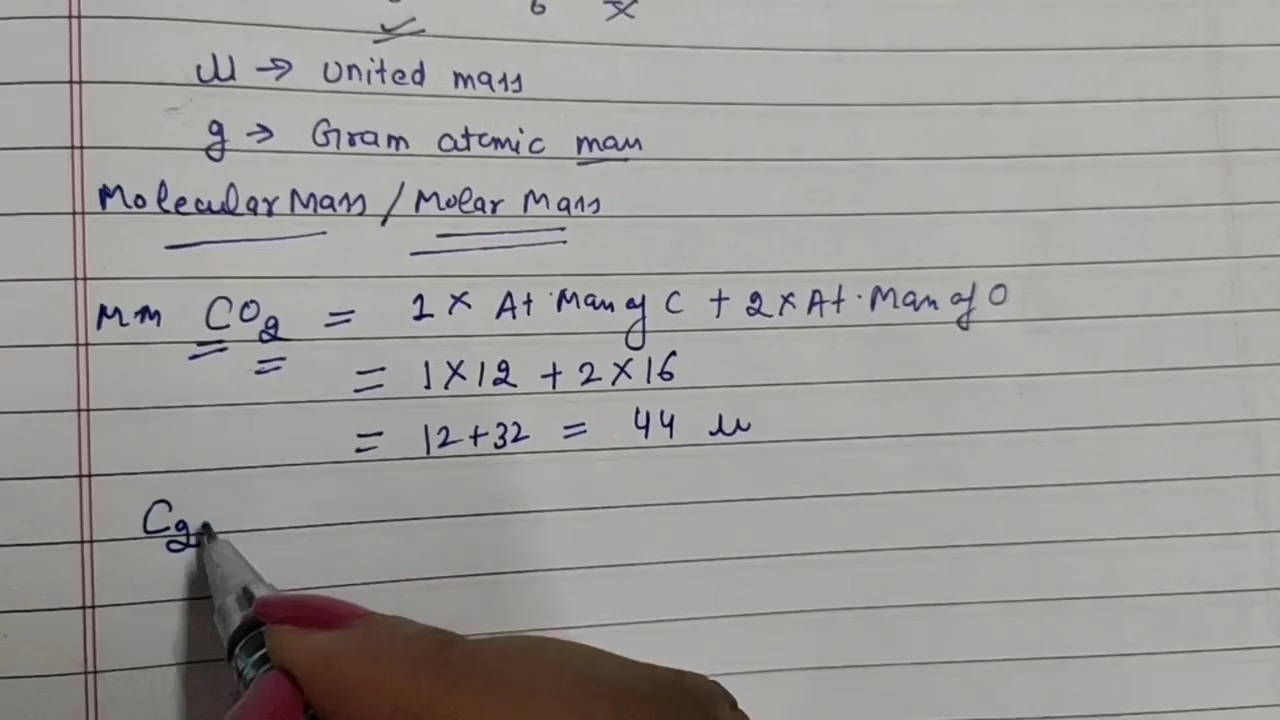 6 X
u → United mass
g → Gram atomic mass
Molecular Mass / Molar Mass
MM CO2 = 1 × At. Mass of C + 2 × At. Mass of O
= 1 × 12 + 2 × 16
= 12 + 32 = 44 u
C2